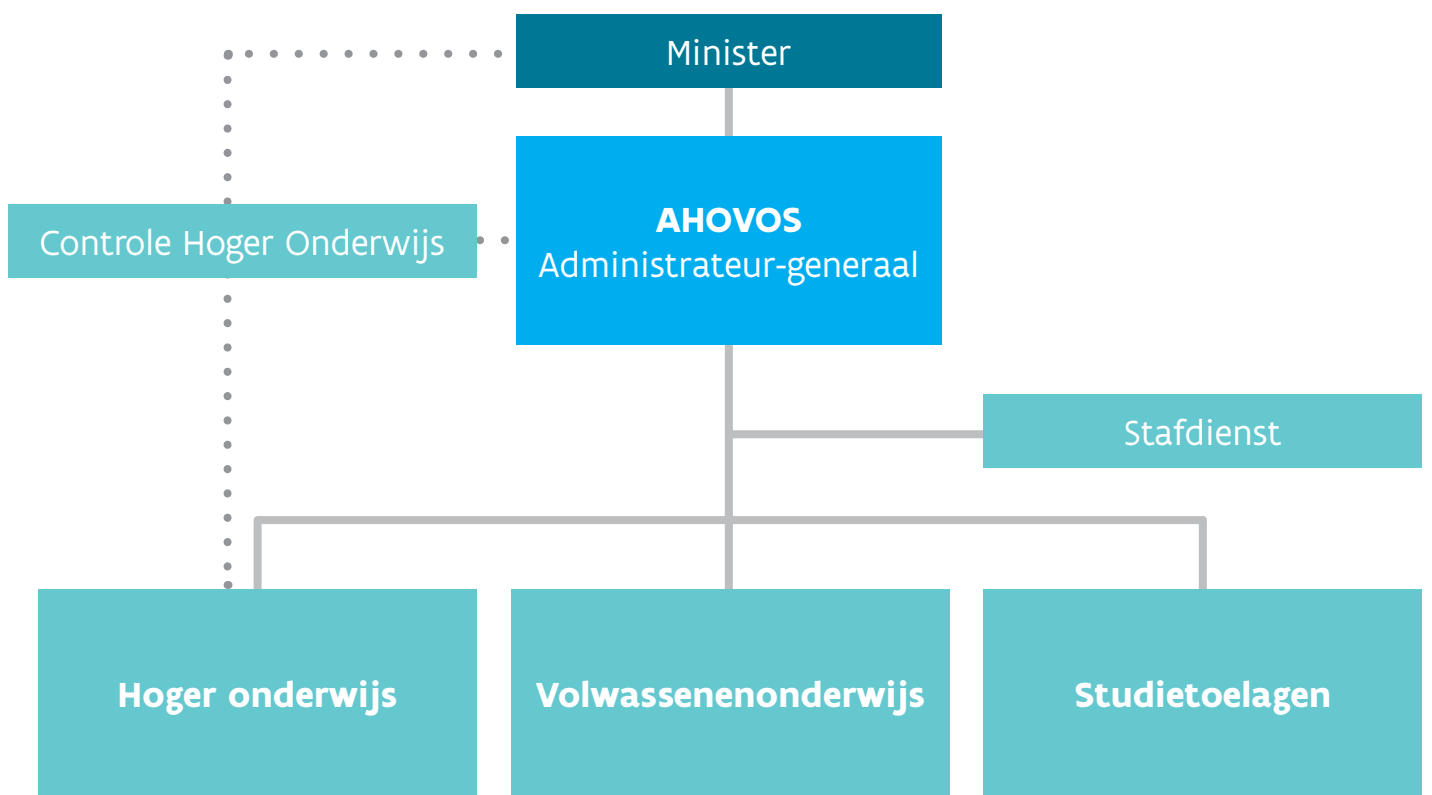 Minister
AHOVOS
Administrateur-generaal
Controle Hoger Onderwijs
Stafdienst
Hoger onderwijs
Volwassenenonderwijs
Studietoelagen